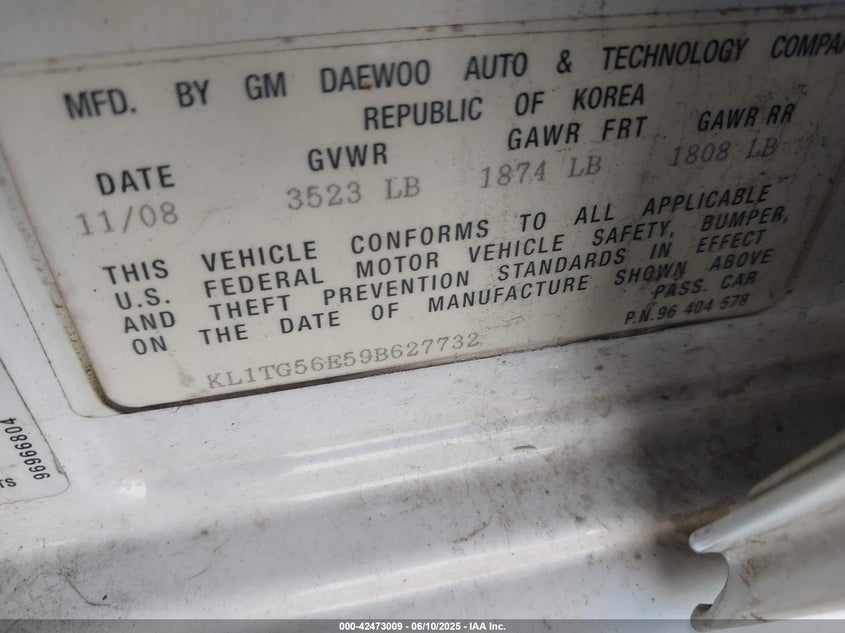 MFD. BY GM DAEWOO AUTO & TECHNOLOGY COMPA
REPUBLIC OF KOREA
DATE GVWR GAWR FRT GAWR RR
11/08 3523 LB 1874 LB 1808 LB
THIS VEHICLE CONFORMS TO ALL APPLICABLE
U.S. FEDERAL MOTOR VEHICLE SAFETY, BUMPER,
AND THEFT PREVENTION STANDARDS IN EFFECT
ON THE DATE OF MANUFACTURE SHOWN ABOVE
PASS. CAR
P.N.96 404 578
KL1TG56E59B627732
96966804
TS
000-42473009 - 06/10/2025 - IAA Inc.